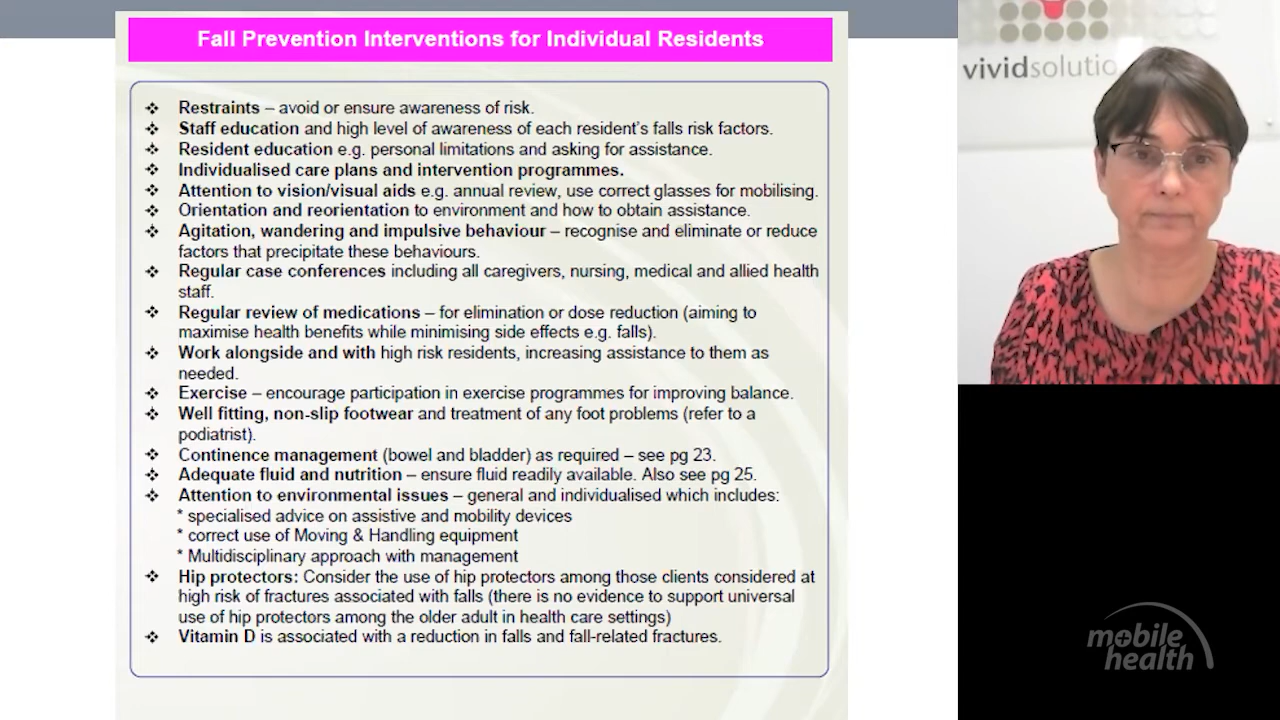 Fall Prevention Interventions for Individual Residents
❖ Restraints – avoid or ensure awareness of risk.
❖ Staff education and high level of awareness of each resident's falls risk factors.
❖ Resident education e.g. personal limitations and asking for assistance.
❖ Individualised care plans and intervention programmes.
❖ Attention to vision/visual aids e.g. annual review, use correct glasses for mobilising.
❖ Orientation and reorientation to environment and how to obtain assistance.
❖ Agitation, wandering and impulsive behaviour – recognise and eliminate or reduce
factors that precipitate these behaviours.
❖ Regular case conferences including all caregivers, nursing, medical and allied health
staff.
❖ Regular review of medications – for elimination or dose reduction (aiming to
maximise health benefits while minimising side effects e.g. falls).
❖ Work alongside and with high risk residents, increasing assistance to them as
needed.
❖ Exercise – encourage participation in exercise programmes for improving balance.
❖ Well fitting, non-slip footwear and treatment of any foot problems (refer to a
podiatrist).
❖ Continence management (bowel and bladder) as required – see pg 23.
❖ Adequate fluid and nutrition – ensure fluid readily available. Also see pg 25.
❖ Attention to environmental issues – general and individualised which includes:
* specialised advice on assistive and mobility devices
* correct use of Moving & Handling equipment
* Multidisciplinary approach with management
❖ Hip protectors: Consider the use of hip protectors among those clients considered at
high risk of fractures associated with falls (there is no evidence to support universal
use of hip protectors among the older adult in health care settings)
❖ Vitamin D is associated with a reduction in falls and fall-related fractures.
vividsolutio
mobile
health